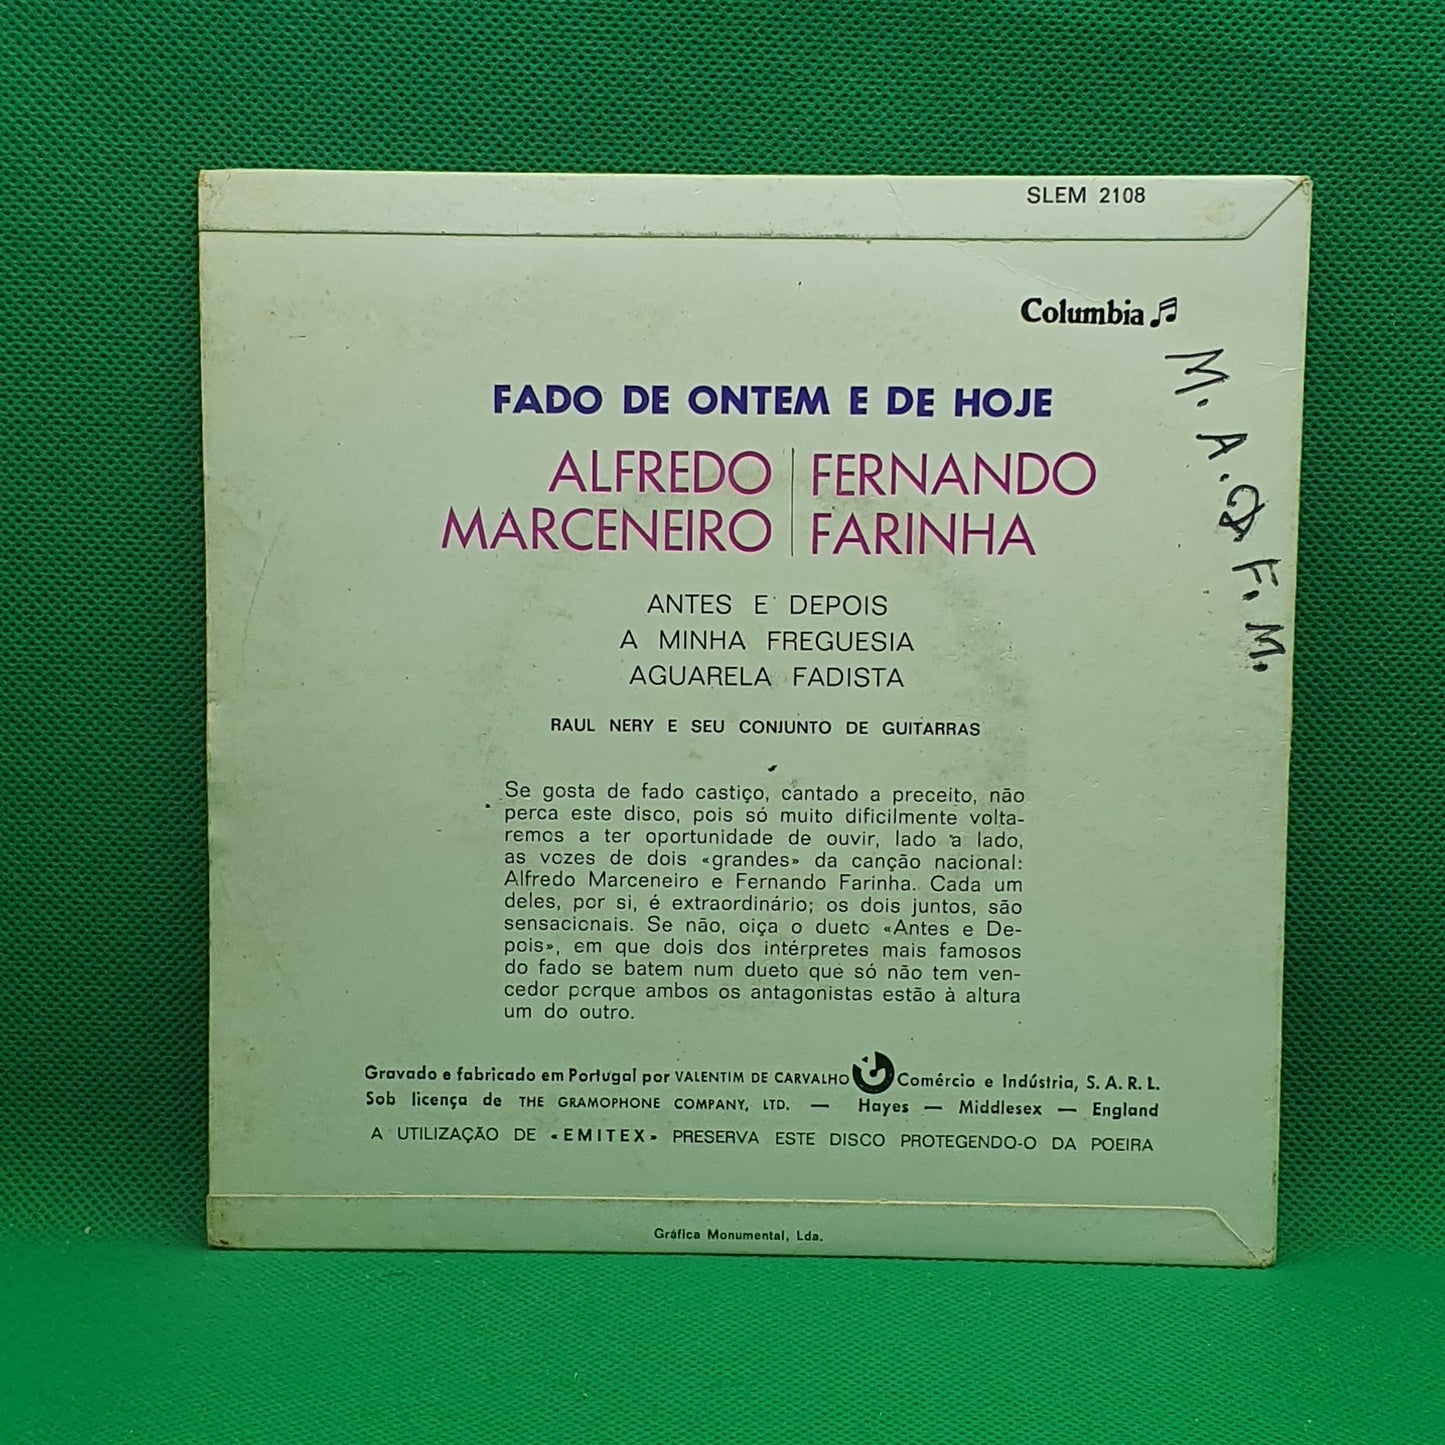 SLEM 2108
Columbia
M. A. F. M.
FADO DE ONTEM E DE HOJE
ALFREDO FERNANDO
MARCENEIRO FARINHA
ANTES E DEPOIS
A MINHA FREGUESIA
AGUARELA FADISTA
RAUL NERY E SEU CONJUNTO DE GUITARRAS
Se gosta de fado castiço, cantado a preceito, não
perca este disco, pois só muito dificilmente volta-
remos a ter oportunidade de ouvir, lado a lado,
as vozes de dois «grandes» da canção nacional:
Alfredo Marceneiro e Fernando Farinha. Cada um
deles, por si, é extraordinário; os dois juntos, são
sensacionais. Se não, oiça o dueto «Antes e De-
pois», em que dois dos intérpretes mais famosos
do fado se batem num dueto que só não tem ven-
cedor porque ambos os antagonistas estão à altura
um do outro.
Gravado e fabricado em Portugal por VALENTIM DE CARVALHO Comércio e Indústria, S. A. R. L.
Sob licença de THE GRAMOPHONE COMPANY, LTD. — Hayes — Middlesex — England
A UTILIZAÇÃO DE «EMITEX» PRESERVA ESTE DISCO PROTEGENDO-O DA POEIRA
Gráfica Monumental, Lda.